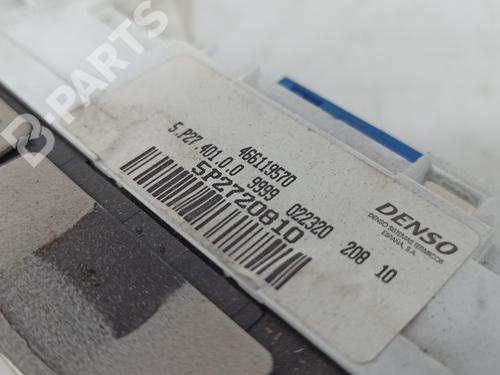 B-PARTS
466119570
5.P27.401.0.0 9999 022320 208 10
5P2720810
DENSO
DENSO SISTEMAS TERMICOS
ESPAÑA, S.A.